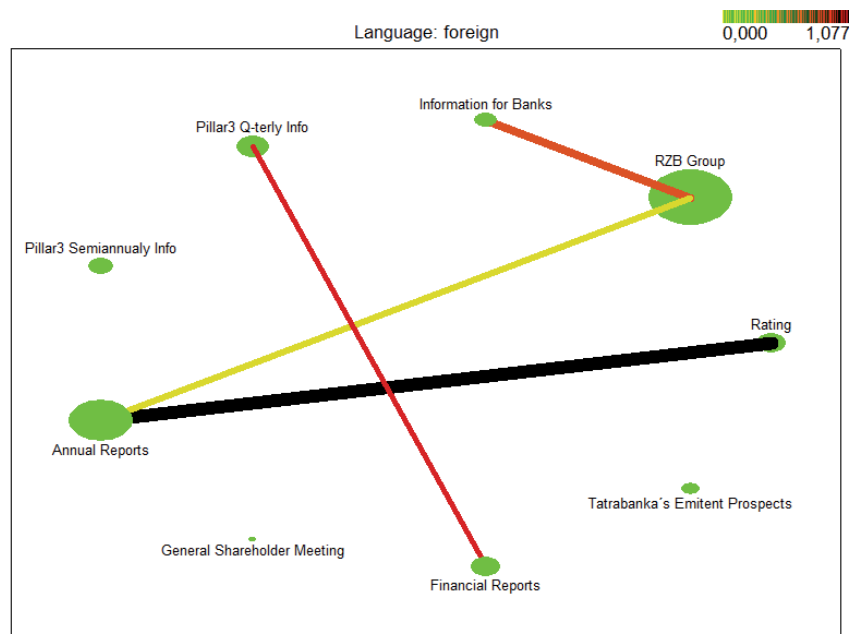 Language: foreign
0,000 1,077
Information for Banks
Pillar3 Q-terly Info
RZB Group
Pillar3 Semiannualy Info
Rating
Annual Reports
Tatrabanka´s Emitent Prospects
General Shareholder Meeting
Financial Reports